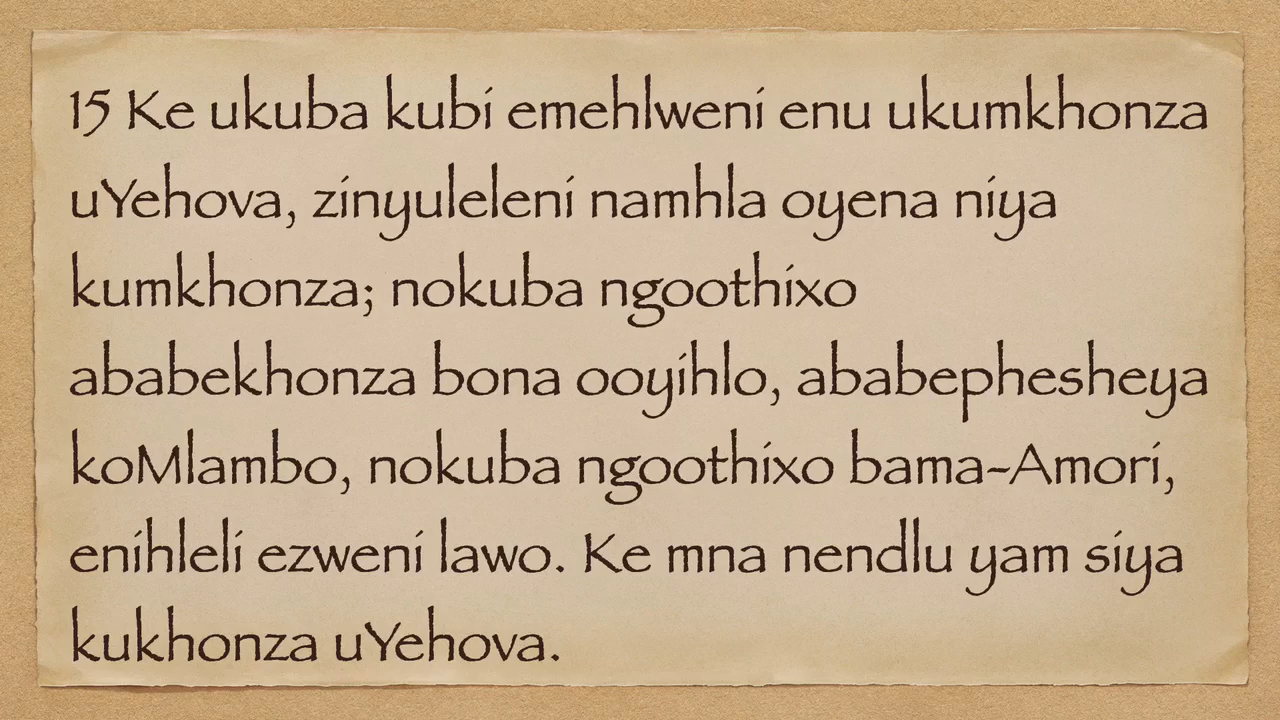 15 Ke ukuba kubi emehlweni enu ukumkhonza
uYehova, zinyuleleni namhla oyena niya
kumkhonza; nokuba ngoothixo
ababekhonza bona ooyihlo, ababephesheya
koMlambo, nokuba ngoothixo bama-Amori,
enihleli ezweni lawo. Ke mna nendlu yam siya
kukhonza uYehova.